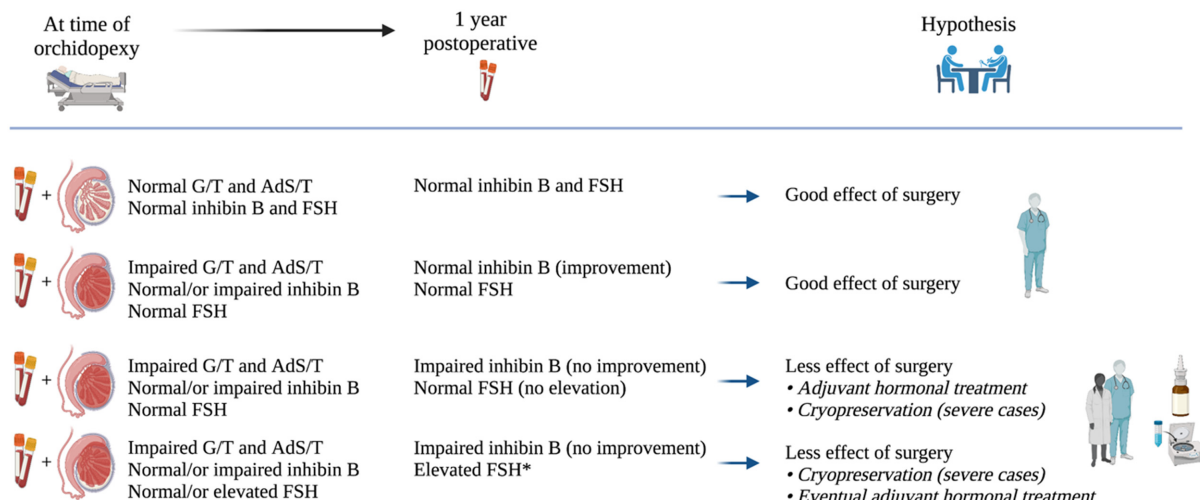 At time of
orchidopexy
1 year
postoperative
Hypothesis
+
Normal G/T and AdS/T
Normal inhibin B and FSH
Normal inhibin B and FSH
Good effect of surgery
+
Impaired G/T and AdS/T
Normal/or impaired inhibin B
Normal FSH
Normal inhibin B (improvement)
Normal FSH
Good effect of surgery
+
Impaired G/T and AdS/T
Normal/or impaired inhibin B
Normal FSH
Impaired inhibin B (no improvement)
Normal FSH (no elevation)
Less effect of surgery
• Adjuvant hormonal treatment
• Cryopreservation (severe cases)
+
Impaired G/T and AdS/T
Normal/or impaired inhibin B
Normal/or elevated FSH
Impaired inhibin B (no improvement)
Elevated FSH*
Less effect of surgery
• Cryopreservation (severe cases)
• Eventual adjuvant hormonal treatment